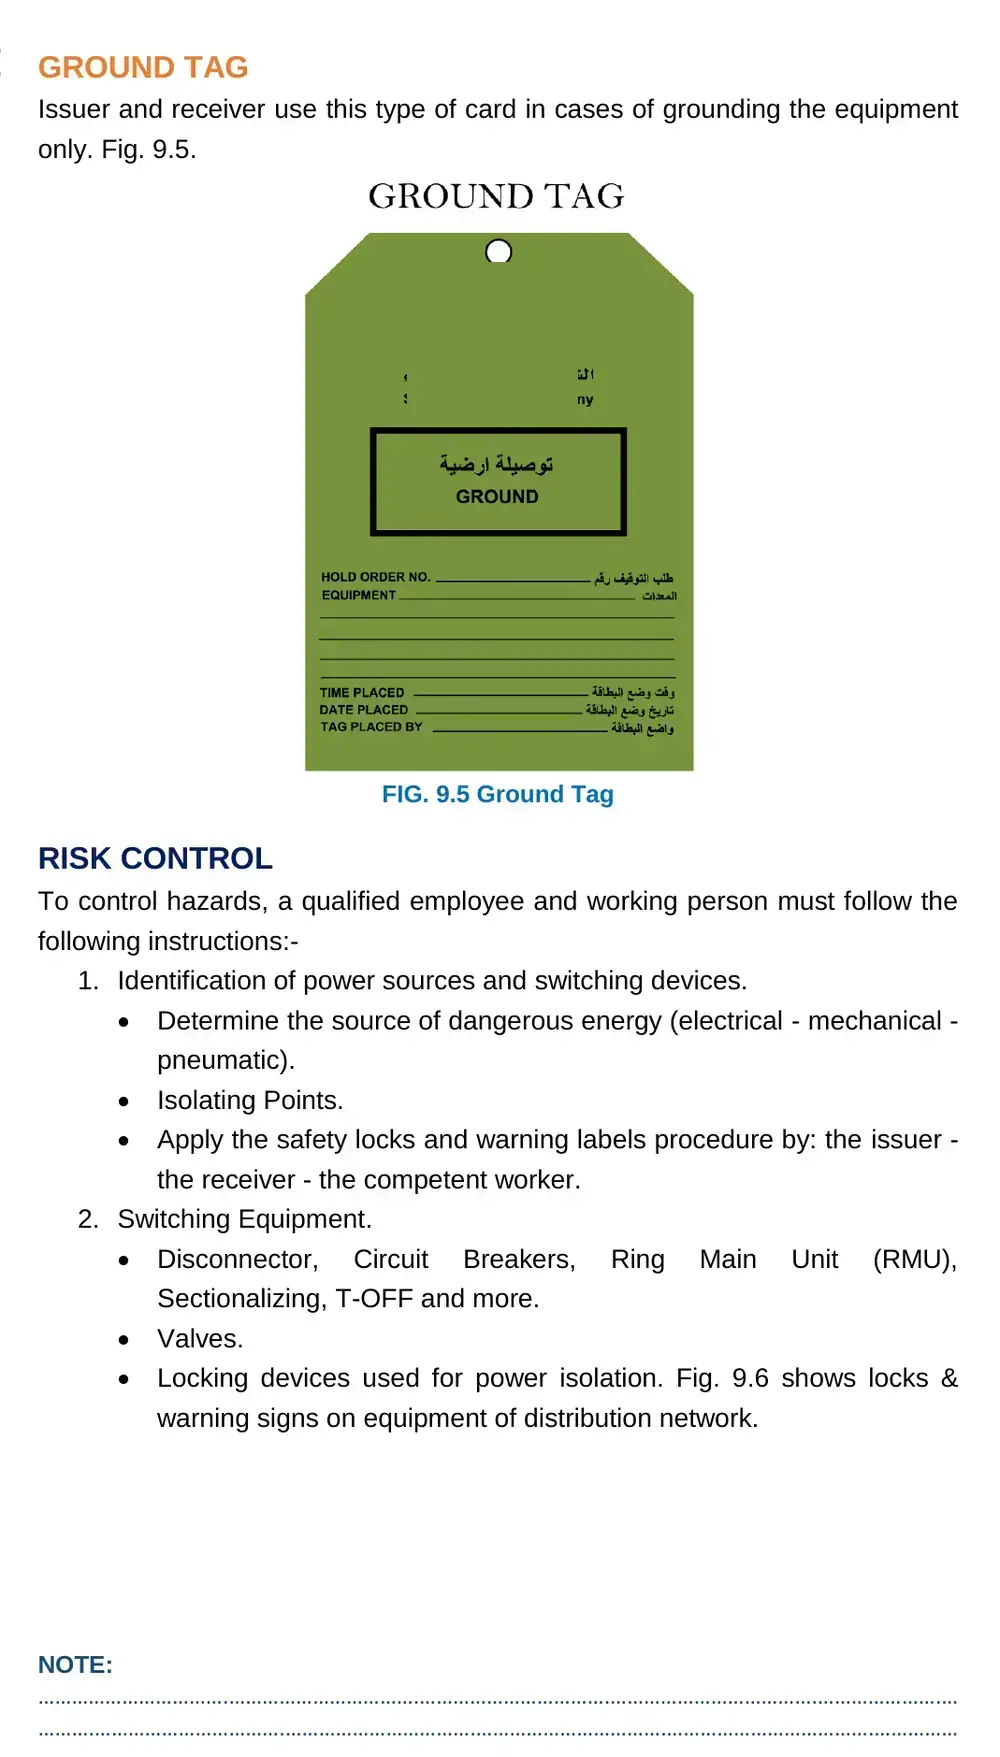 GROUND TAG
Issuer and receiver use this type of card in cases of grounding the equipment
only. Fig. 9.5.
GROUND TAG
ny
توصيلة ارضية
GROUND
HOLD ORDER NO. طلب التوقيف رقم
EQUIPMENT المعدات
TIME PLACED وقت وضع البطاقة
DATE PLACED تاريخ وضع البطاقة
TAG PLACED BY واضع البطاقة
FIG. 9.5 Ground Tag
RISK CONTROL
To control hazards, a qualified employee and working person must follow the
following instructions:-
1. Identification of power sources and switching devices.
• Determine the source of dangerous energy (electrical - mechanical -
pneumatic).
• Isolating Points.
• Apply the safety locks and warning labels procedure by: the issuer -
the receiver - the competent worker.
2. Switching Equipment.
• Disconnector, Circuit Breakers, Ring Main Unit (RMU),
Sectionalizing, T-OFF and more.
• Valves.
• Locking devices used for power isolation. Fig. 9.6 shows locks &
warning signs on equipment of distribution network.
NOTE: